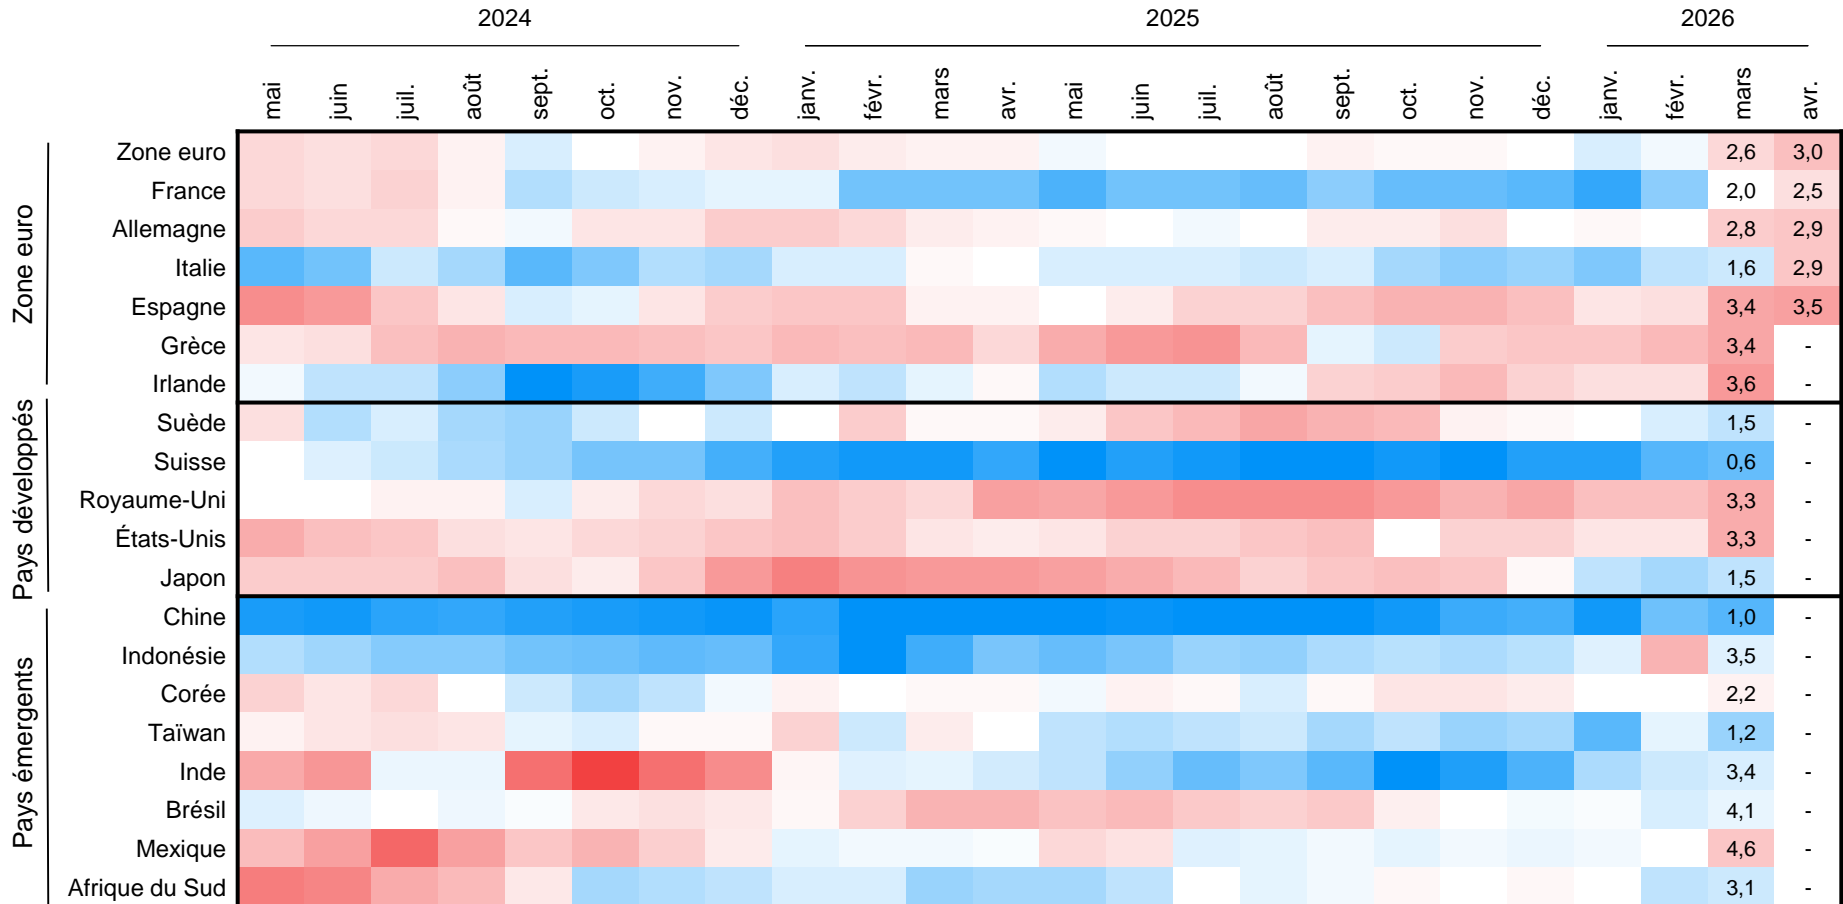 2024 2025 2026
mai juin juil. août sept. oct. nov. déc. janv. févr. mars avr. mai juin juil. août sept. oct. nov. déc. janv. févr. mars avr.
Zone euro
Zone euro 2,6 3,0
France 2,0 2,5
Allemagne 2,8 2,9
Italie 1,6 2,9
Espagne 3,4 3,5
Grèce 3,4 -
Irlande 3,6 -
Pays développés
Suède 1,5 -
Suisse 0,6 -
Royaume-Uni 3,3 -
États-Unis 3,3 -
Japon 1,5 -
Pays émergents
Chine 1,0 -
Indonésie 3,5 -
Corée 2,2 -
Taïwan 1,2 -
Inde 3,4 -
Brésil 4,1 -
Mexique 4,6 -
Afrique du Sud 3,1 -